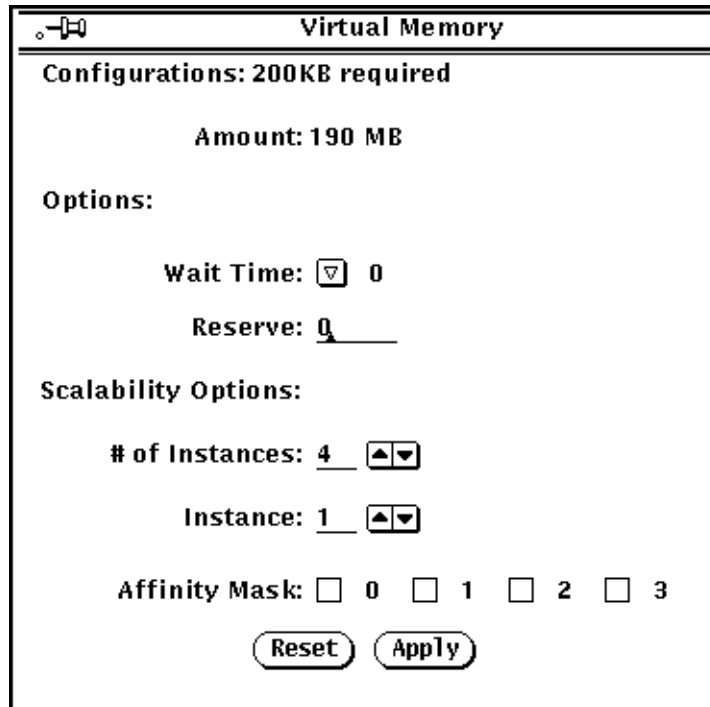 Virtual Memory
Configurations: 200KB required
Amount: 190 MB
Options:
Wait Time: 0
Reserve: 0
Scalability Options:
# of Instances: 4
Instance: 1
Affinity Mask: 0 1 2 3
Reset Apply